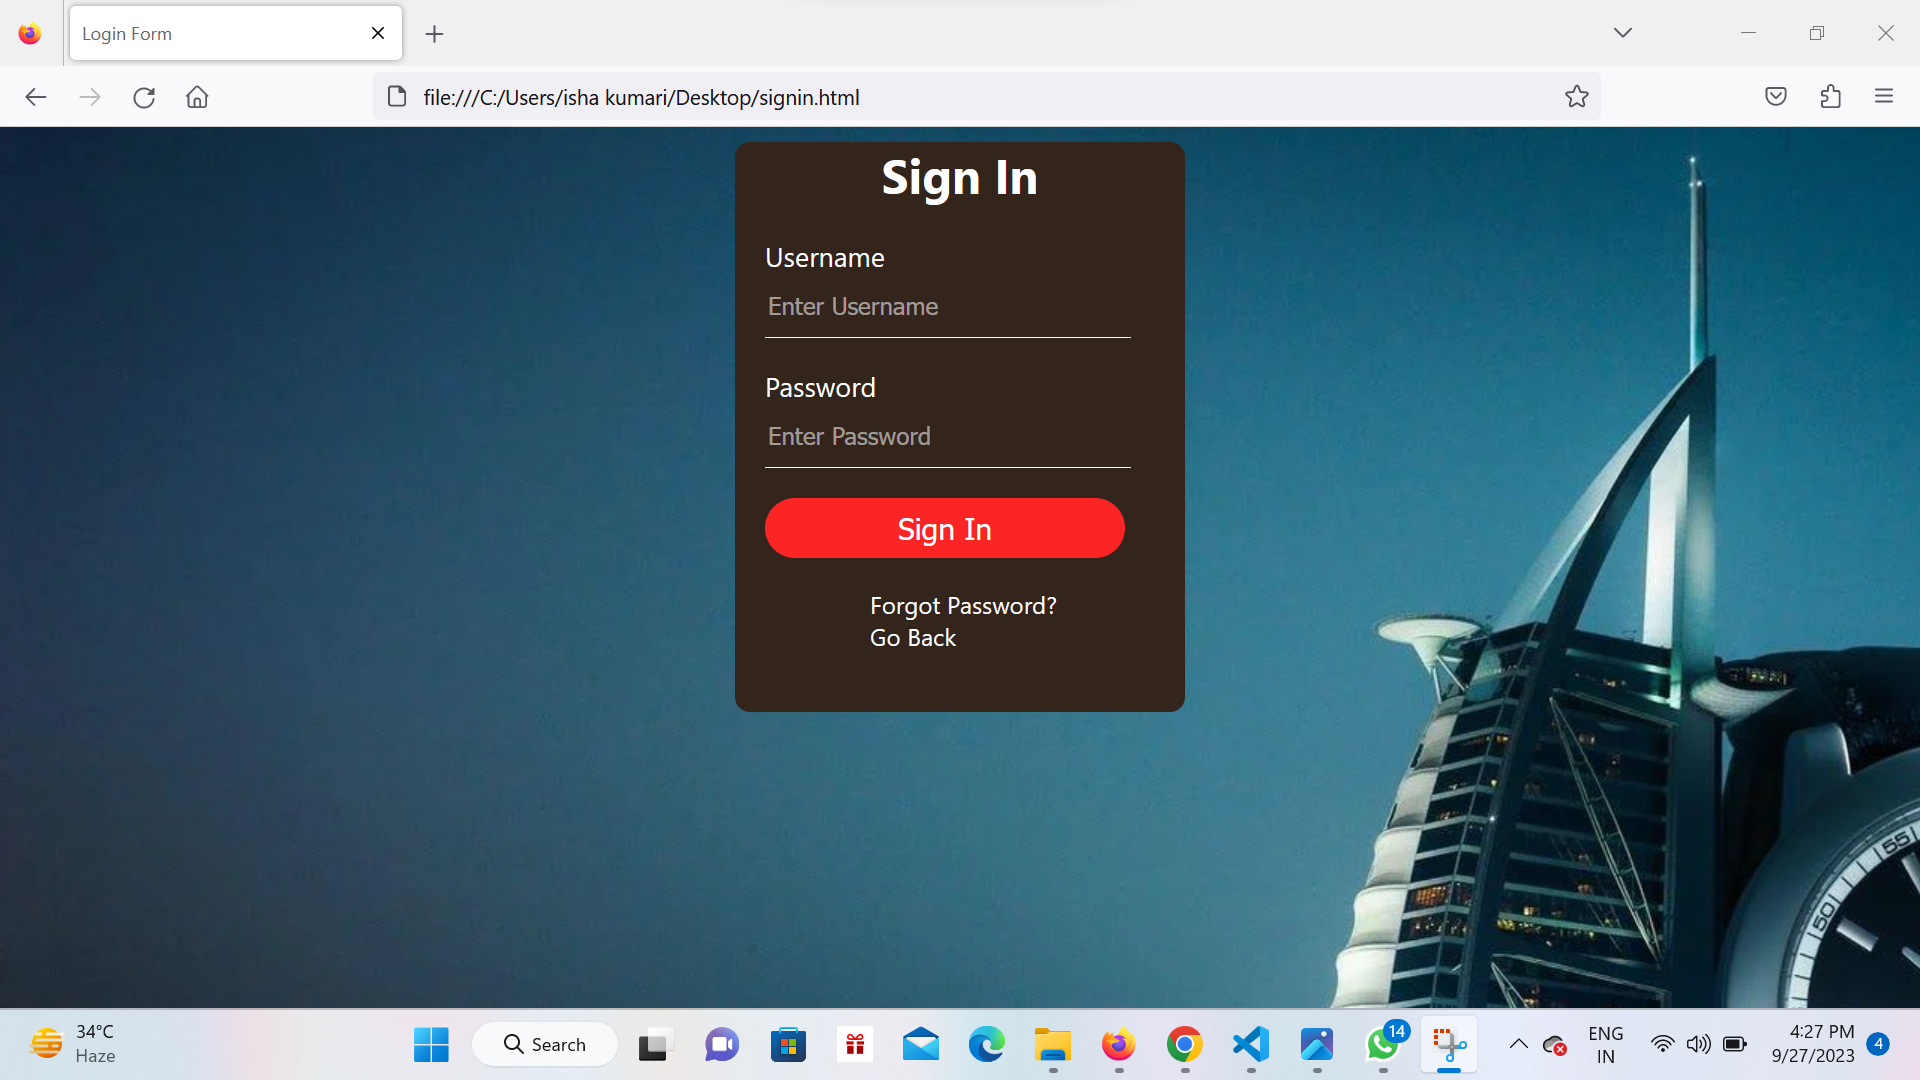 Login Form
file:///C:/Users/isha kumari/Desktop/signin.html
Sign In
Username
Enter Username
Password
Enter Password
Sign In
Forgot Password?
Go Back
55
50
34°C
Haze
Search
14
ENG
IN
4:27 PM
9/27/2023
4